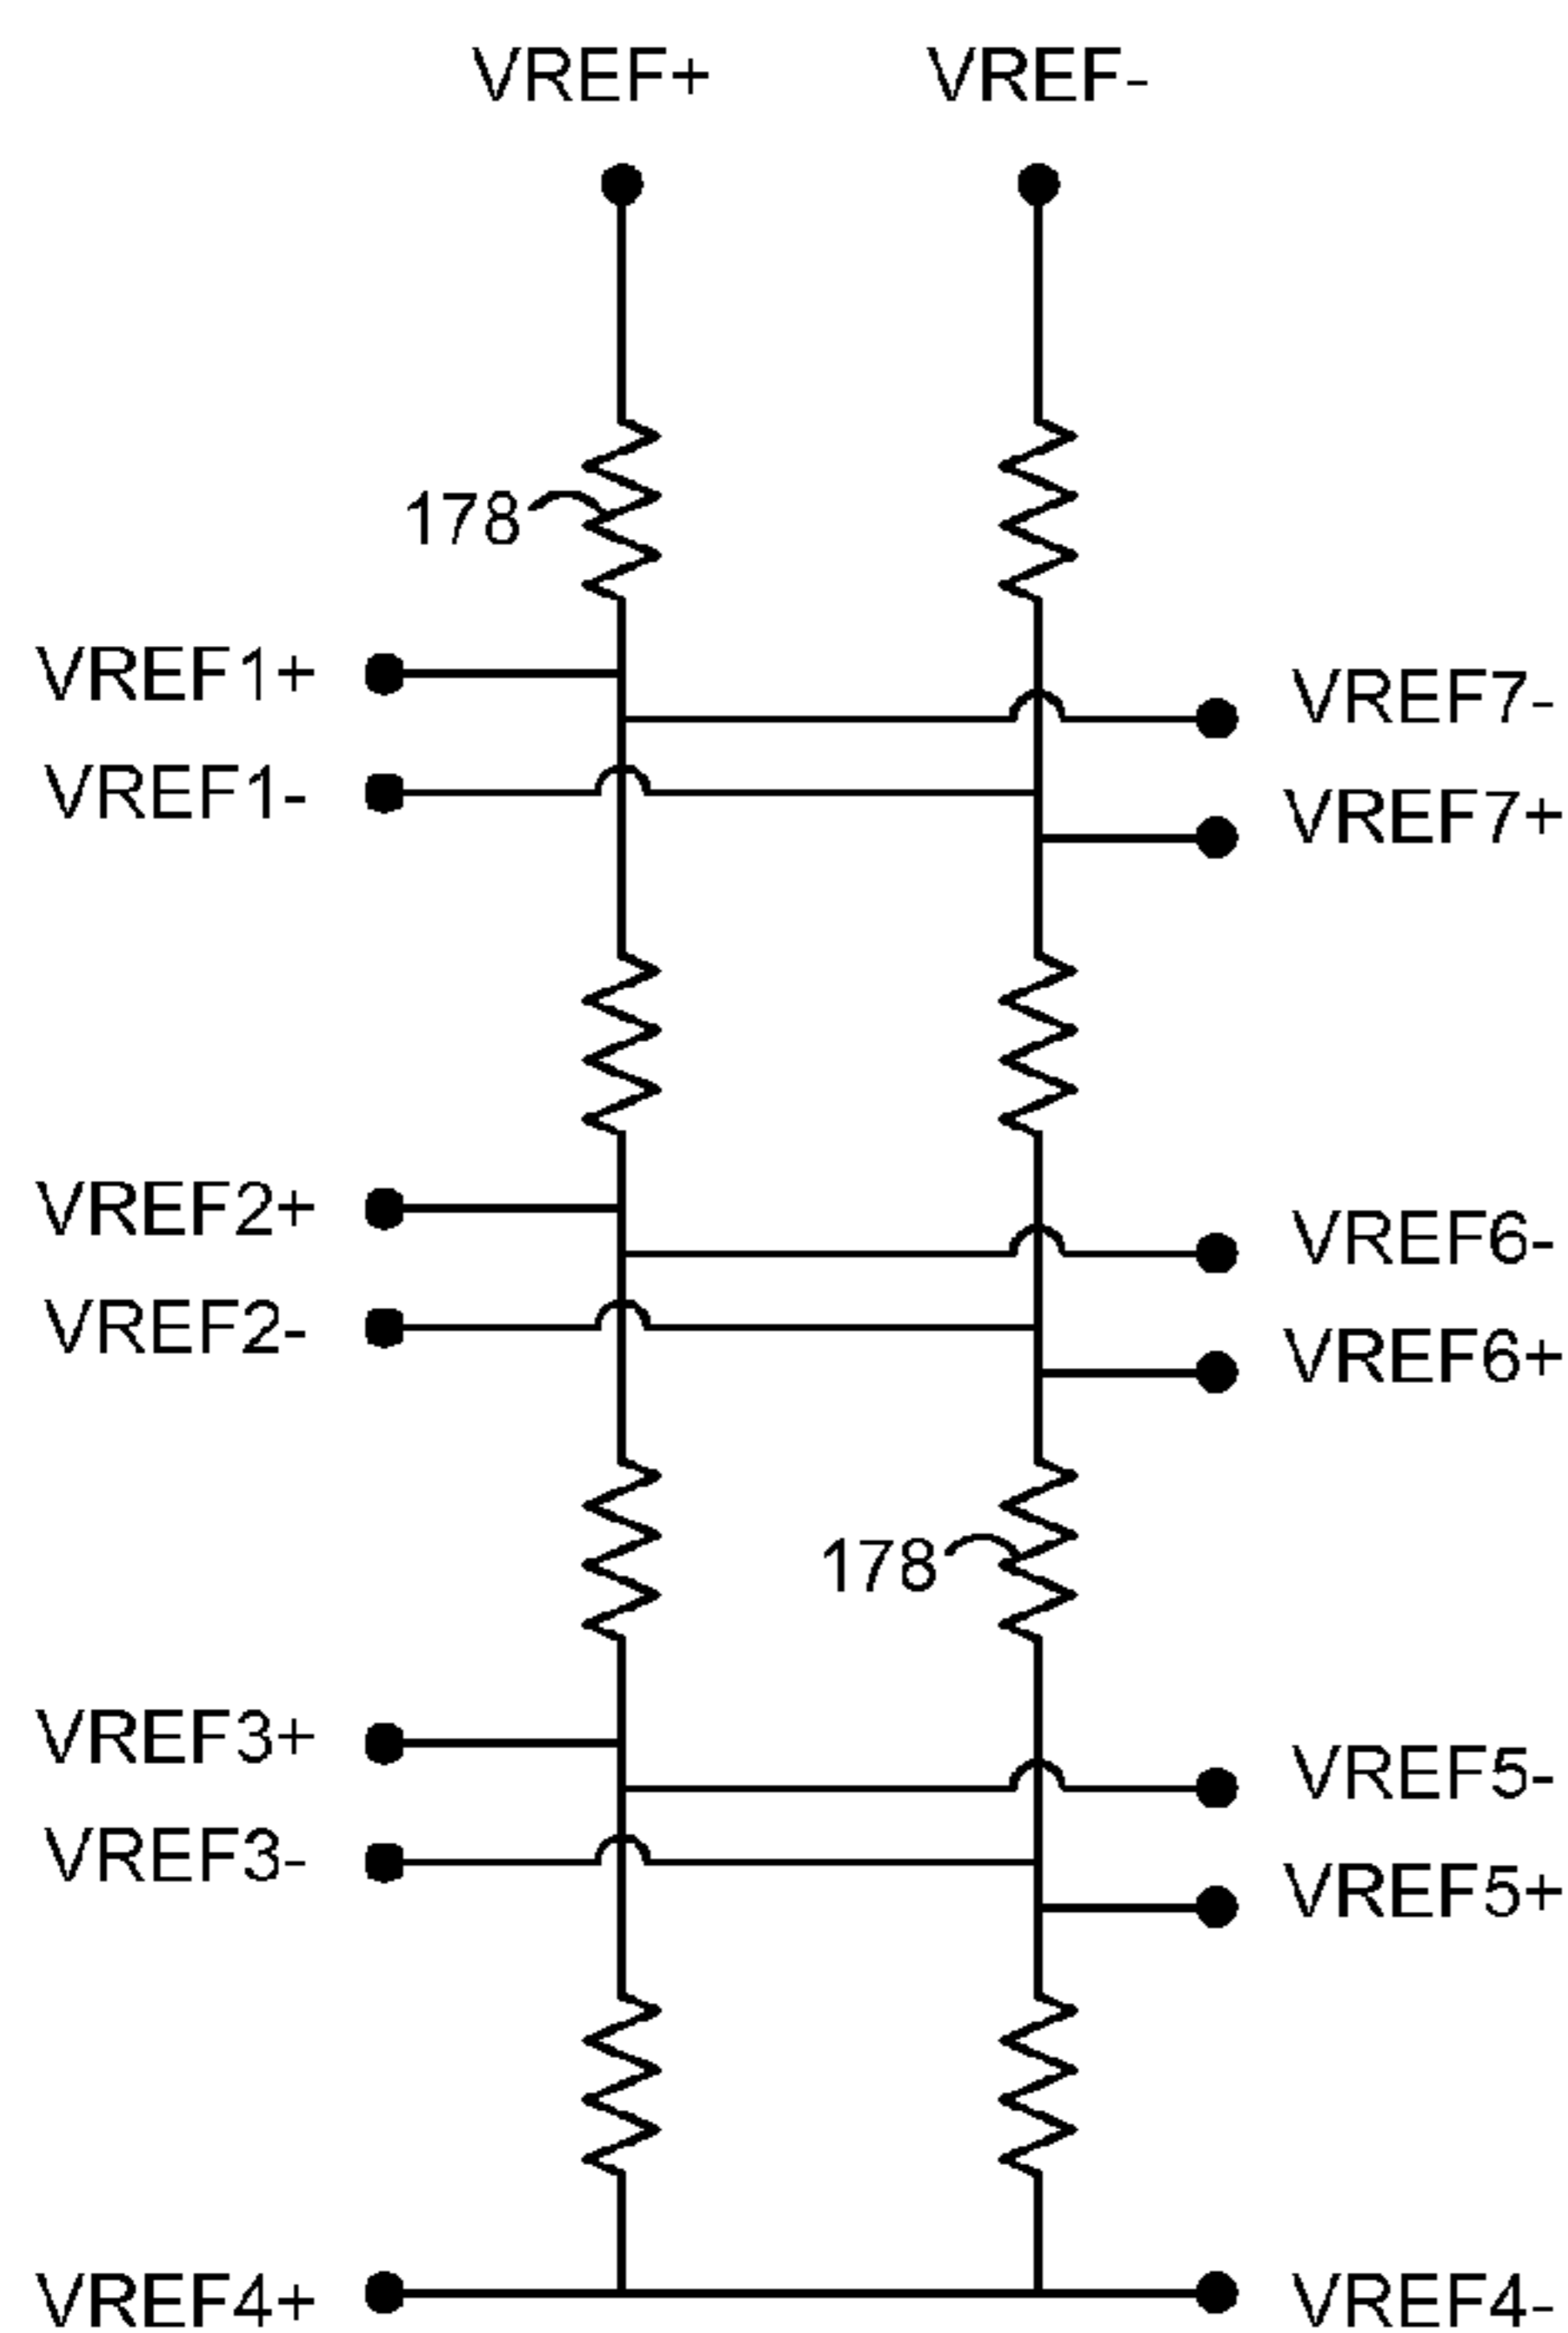 VREF+ VREF-
178
VREF1+
VREF7-
VREF1-
VREF7+
VREF2+
VREF6-
VREF2-
VREF6+
178
VREF3+
VREF5-
VREF3-
VREF5+
VREF4+ VREF4-